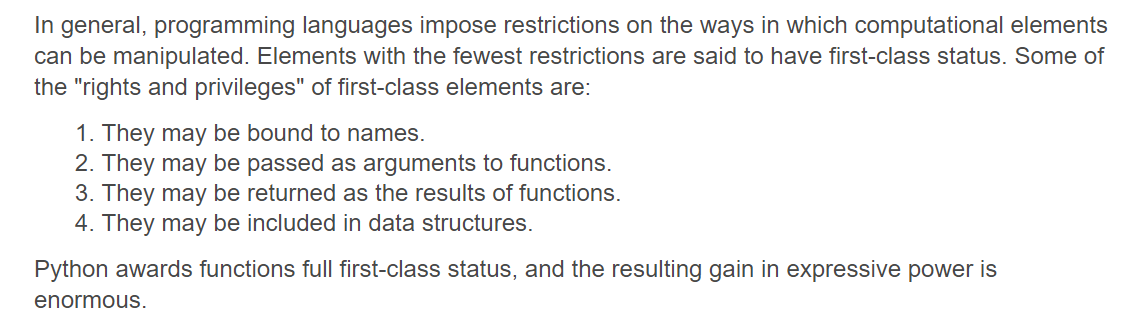 In general, programming languages impose restrictions on the ways in which computational elements
can be manipulated. Elements with the fewest restrictions are said to have first-class status. Some of
the "rights and privileges" of first-class elements are:
1. They may be bound to names.
2. They may be passed as arguments to functions.
3. They may be returned as the results of functions.
4. They may be included in data structures.
Python awards functions full first-class status, and the resulting gain in expressive power is
enormous.